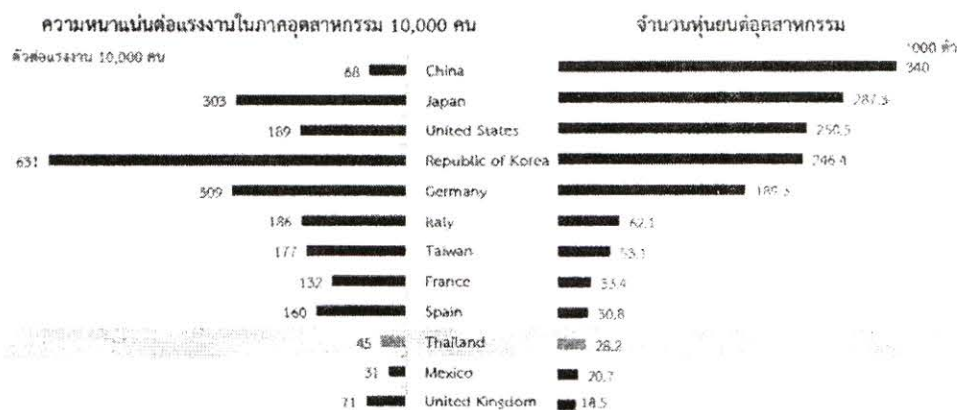 ความหนาแน่นต่อแรงงานในภาคอุตสาหกรรม 10,000 คน
จำนวนหุ่นยนต์อุตสาหกรรม
ตัวต่อแรงงาน 10,000 คน
'000 ตัว
68 China 340
303 Japan 287.3
189 United States 250.5
631 Republic of Korea 246.4
309 Germany 189.3
186 Italy 62.1
177 Taiwan 53.1
132 France 33.4
160 Spain 30.8
45 Thailand 28.2
31 Mexico 20.7
71 United Kingdom 18.5